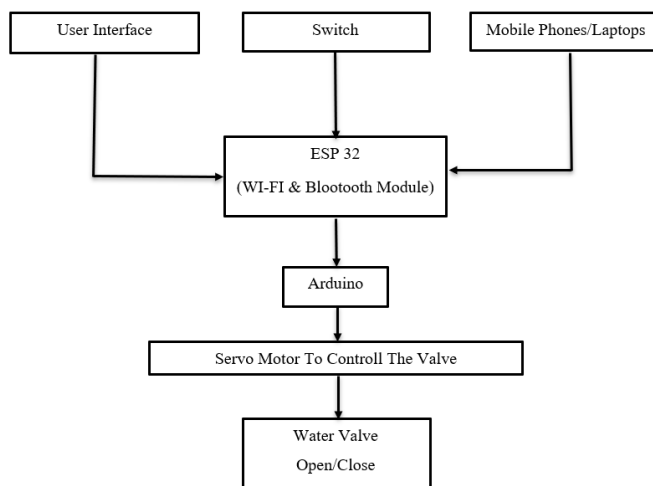 User Interface
Switch
Mobile Phones/Laptops
ESP 32
(WI-FI & Blootooth Module)
Arduino
Servo Motor To Controll The Valve
Water Valve
Open/Close